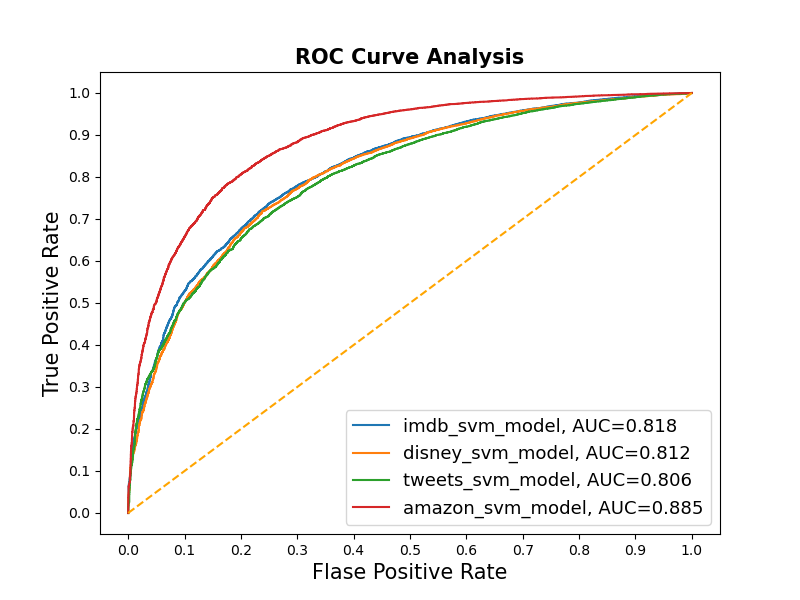 ROC Curve Analysis
1.0
0.9
0.8
0.7
0.6
0.5
0.4
0.3
0.2
0.1
0.0
True Positive Rate
imdb_svm_model, AUC=0.818
disney_svm_model, AUC=0.812
tweets_svm_model, AUC=0.806
amazon_svm_model, AUC=0.885
0.0 0.1 0.2 0.3 0.4 0.5 0.6 0.7 0.8 0.9 1.0
Flase Positive Rate